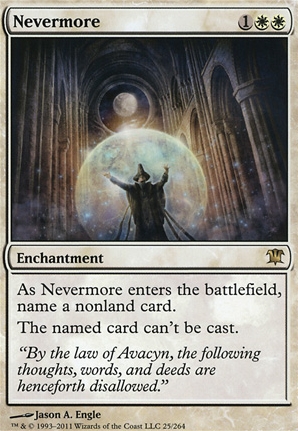 Nevermore 1
Enchantment
As Nevermore enters the battlefield,
name a nonland card.
The named card can't be cast.
“By the law of Avacyn, the following
thoughts, words, and deeds are
henceforth disallowed.”
Jason A. Engle
™ & © 1993–2011 Wizards of the Coast LLC 25/264